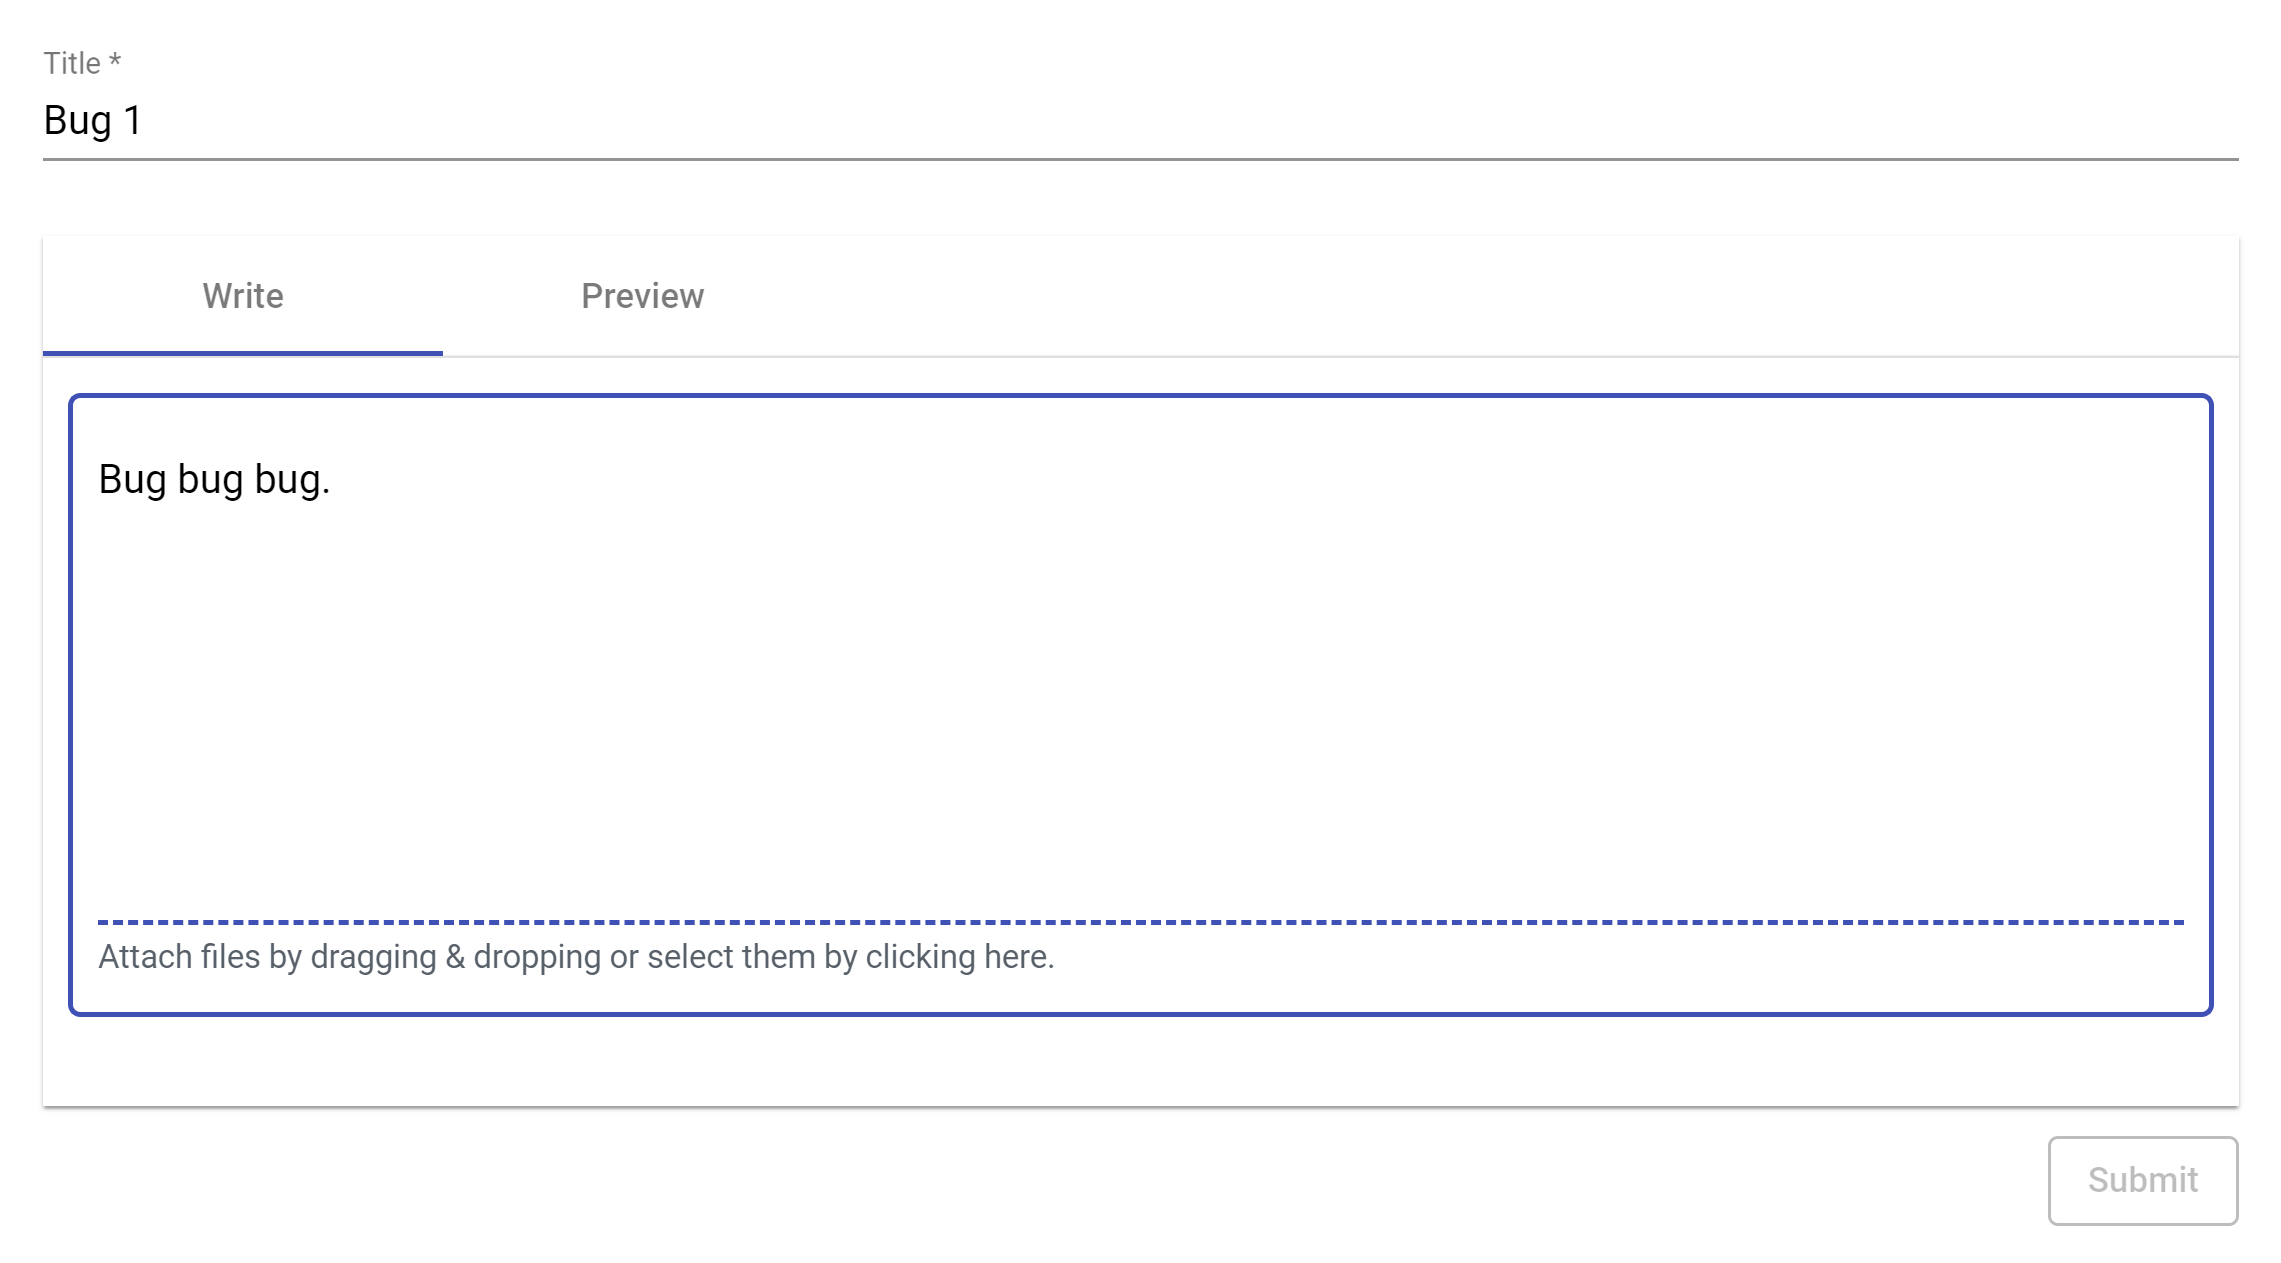 Title *
Bug 1
Write
Preview
Bug bug bug.
Attach files by dragging & dropping or select them by clicking here.
Submit